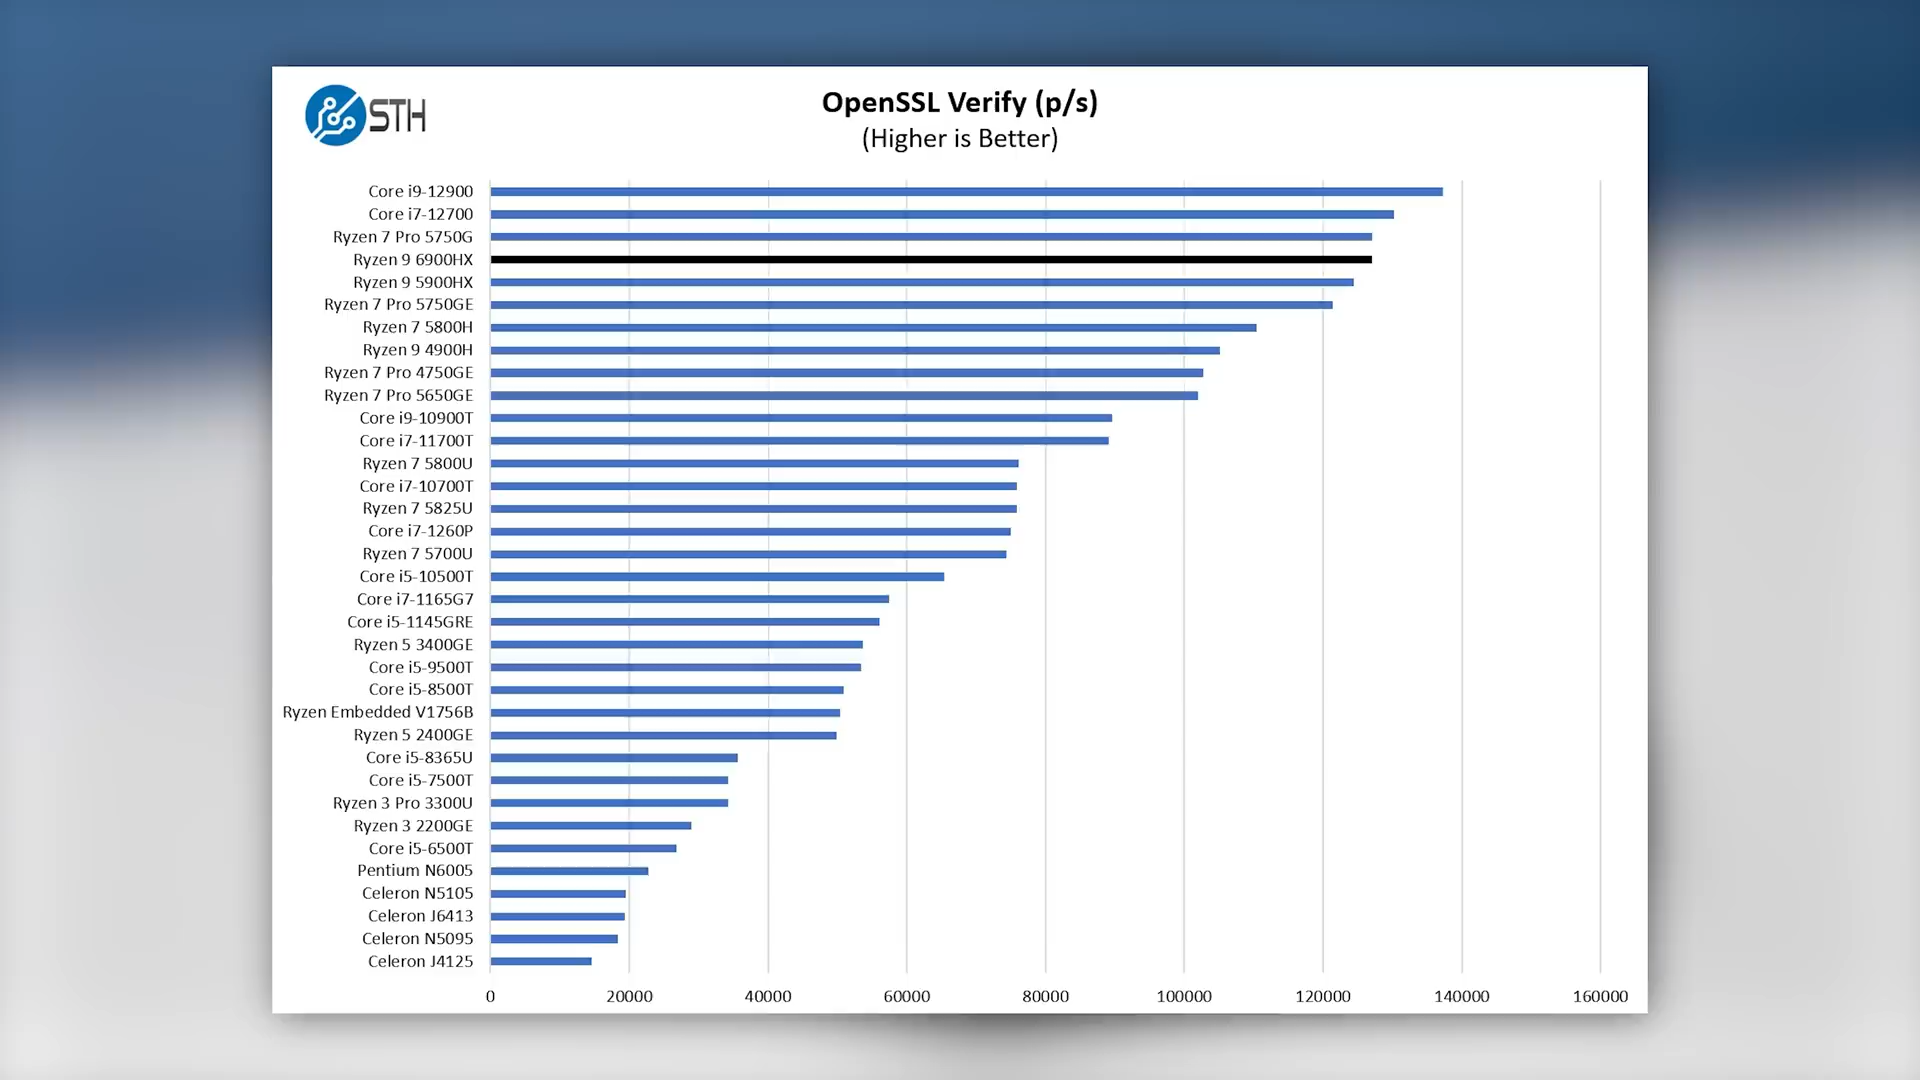 STH
OpenSSL Verify (p/s)
(Higher is Better)
Core i9-12900
Core i7-12700
Ryzen 7 Pro 5750G
Ryzen 9 6900HX
Ryzen 9 5900HX
Ryzen 7 Pro 5750GE
Ryzen 7 5800H
Ryzen 9 4900H
Ryzen 7 Pro 4750GE
Ryzen 7 Pro 5650GE
Core i9-10900T
Core i7-11700T
Ryzen 7 5800U
Core i7-10700T
Ryzen 7 5825U
Core i7-1260P
Ryzen 7 5700U
Core i5-10500T
Core i7-1165G7
Core i5-1145GRE
Ryzen 5 3400GE
Core i5-9500T
Core i5-8500T
Ryzen Embedded V1756B
Ryzen 5 2400GE
Core i5-8365U
Core i5-7500T
Ryzen 3 Pro 3300U
Ryzen 3 2200GE
Core i5-6500T
Pentium N6005
Celeron N5105
Celeron J6413
Celeron N5095
Celeron J4125
0 20000 40000 60000 80000 100000 120000 140000 160000